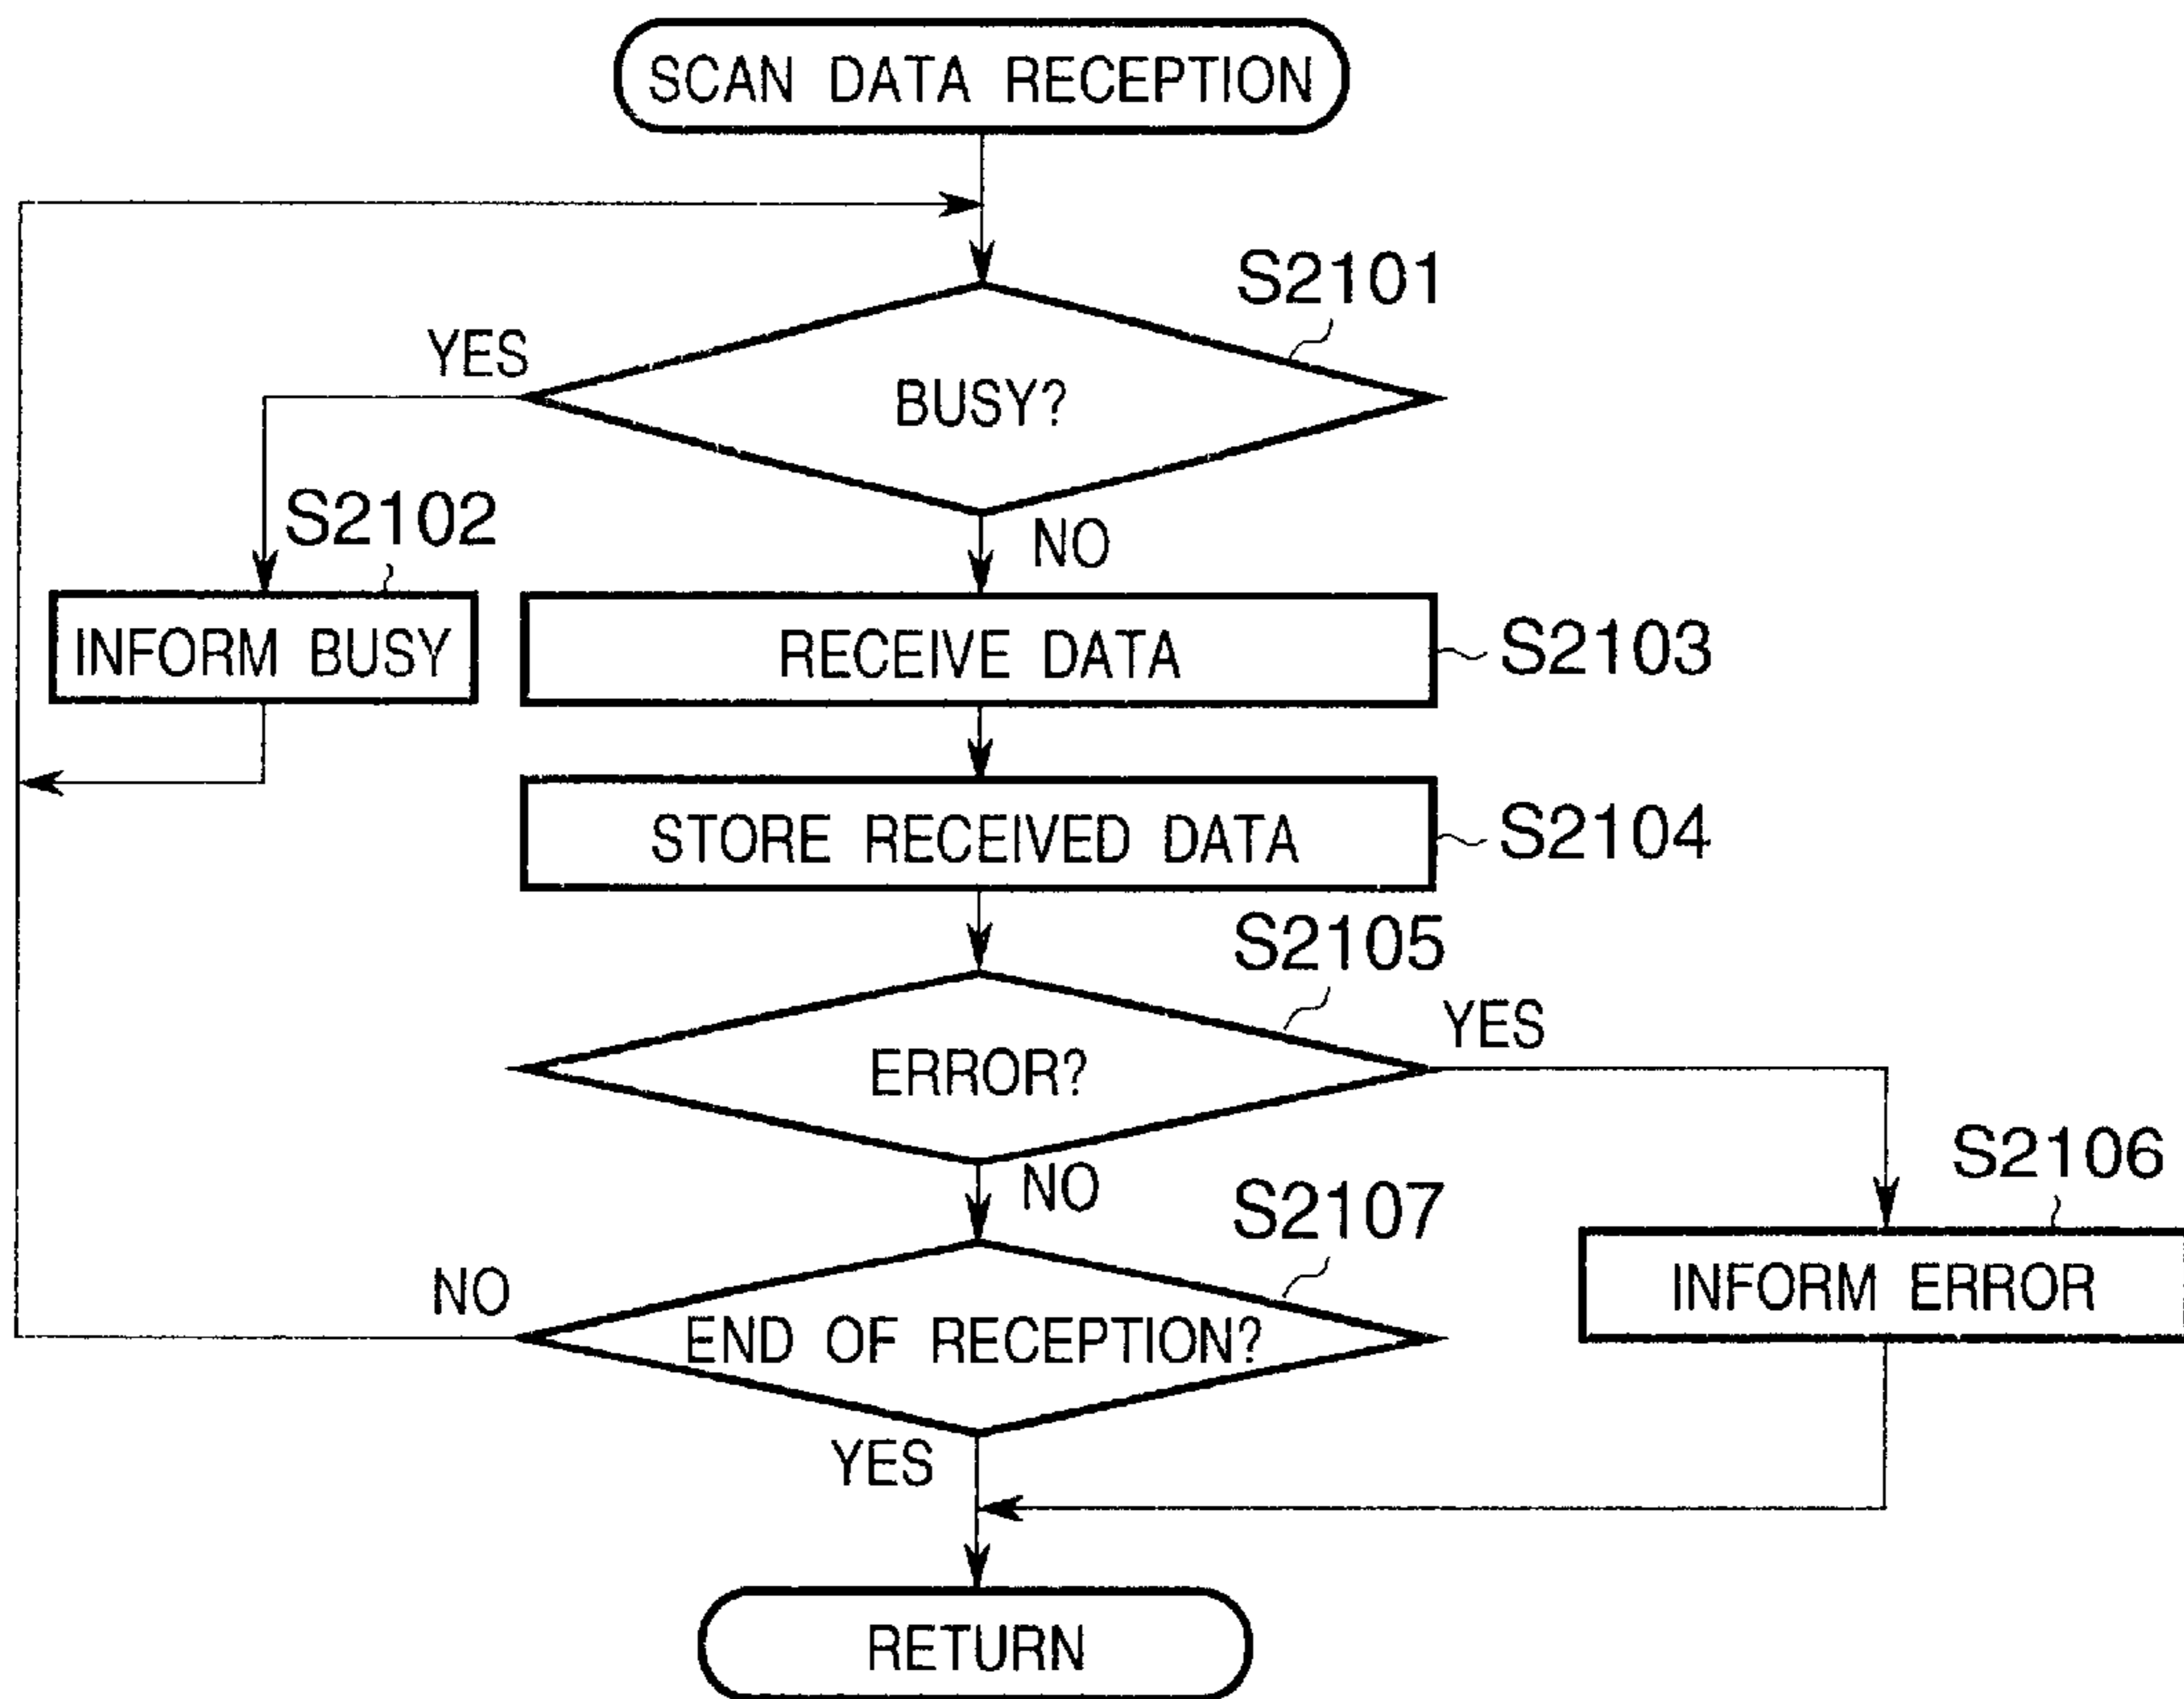 SCAN DATA RECEPTION
S2101
YES
BUSY?
S2102
NO
INFORM BUSY
RECEIVE DATA
S2103
STORE RECEIVED DATA
S2104
S2105
YES
ERROR?
S2106
NO
S2107
NO
INFORM ERROR
END OF RECEPTION?
YES
RETURN